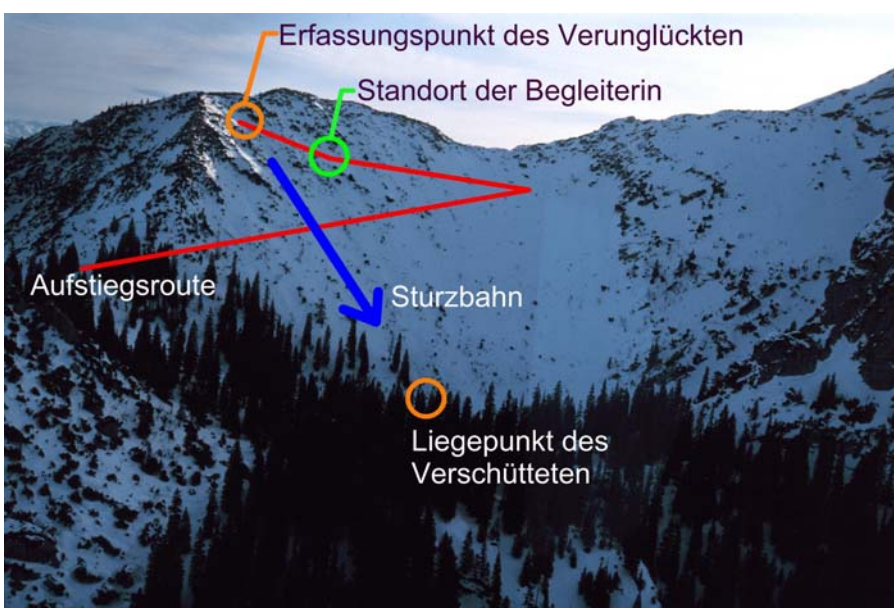 Erfassungspunkt des Verunglückten
Standort der Begleiterin
Aufstiegsroute
Sturzbahn
Liegepunkt des
Verschütteten